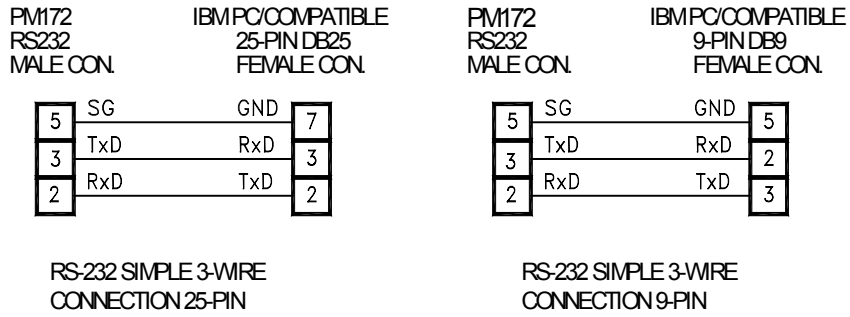 PM172 IBM PC/COMPATIBLE
RS232 25-PIN DB25
MALE CON. FEMALE CON.
5 SG GND 7
3 TxD RxD 3
2 RxD TxD 2
RS-232 SIMPLE 3-WIRE
CONNECTION 25-PIN
PM172 IBM PC/COMPATIBLE
RS232 9-PIN DB9
MALE CON. FEMALE CON.
5 SG GND 5
3 TxD RxD 2
2 RxD TxD 3
RS-232 SIMPLE 3-WIRE
CONNECTION 9-PIN